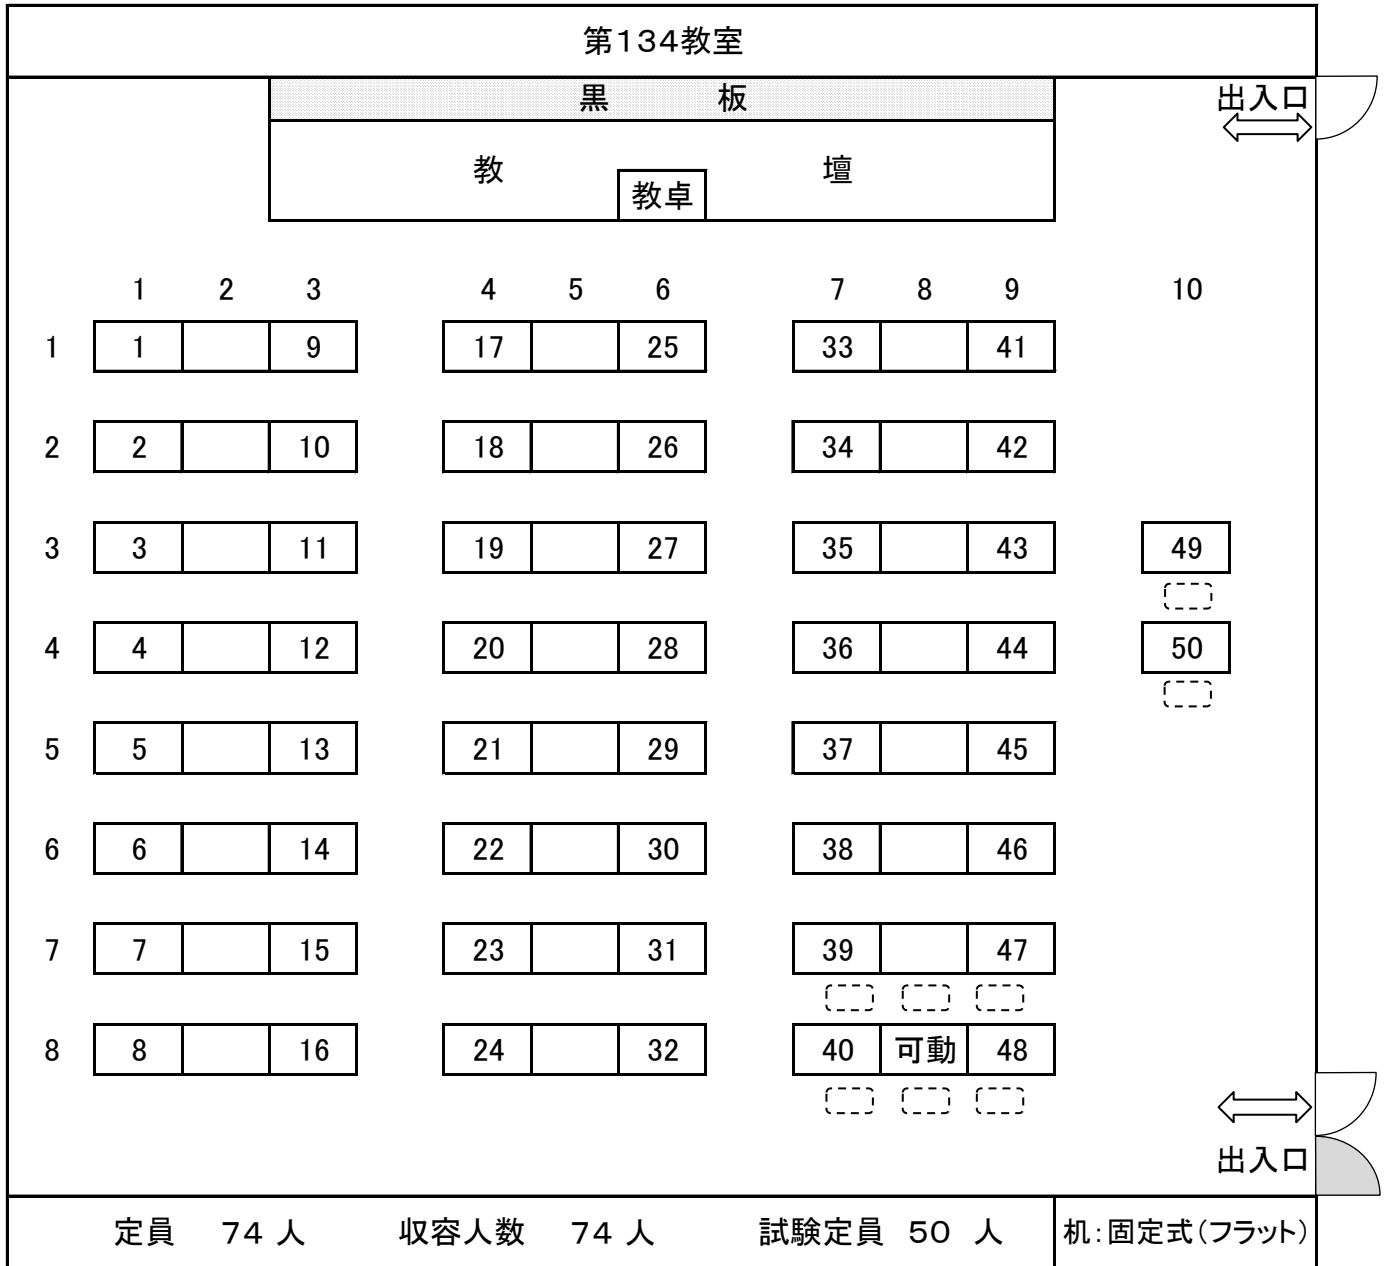 第134教室
黒 板
出入口
教 壇
教卓
1 2 3 4 5 6 7 8 9 10
1 1 9 17 25 33 41
2 2 10 18 26 34 42
3 3 11 19 27 35 43 49
4 4 12 20 28 36 44 50
5 5 13 21 29 37 45
6 6 14 22 30 38 46
7 7 15 23 31 39 47
8 8 16 24 32 40 可動 48
出入口
定員 74 人 収容人数 74 人 試験定員 50 人 机:固定式(フラット)